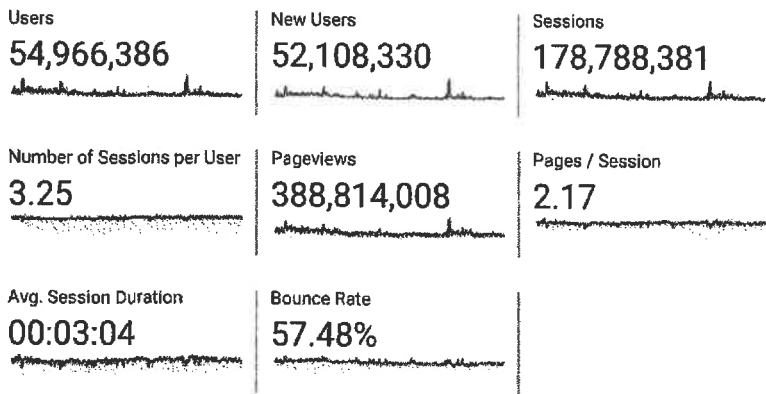 Users
54,966,386
New Users
52,108,330
Sessions
178,788,381
Number of Sessions per User
3.25
Pageviews
388,814,008
Pages / Session
2.17
Avg. Session Duration
00:03:04
Bounce Rate
57.48%